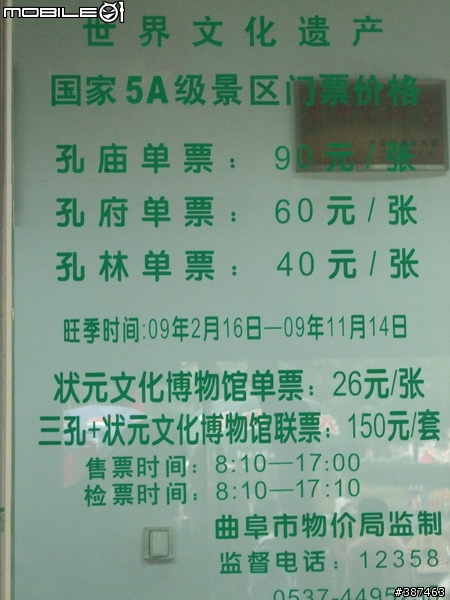 MOBILE01
世界文化遗产
国家5A级景区门票价格
孔庙单票：90元/张
孔府单票：60元/张
孔林单票：40元/张
旺季时间:09年2月16日—09年11月14日
状元文化博物馆单票：26元/张
三孔+状元文化博物馆联票：150元/套
售票时间：8:10—17:00
检票时间：8:10—17:10
曲阜市物价局监制
监督电话：12358
#387463